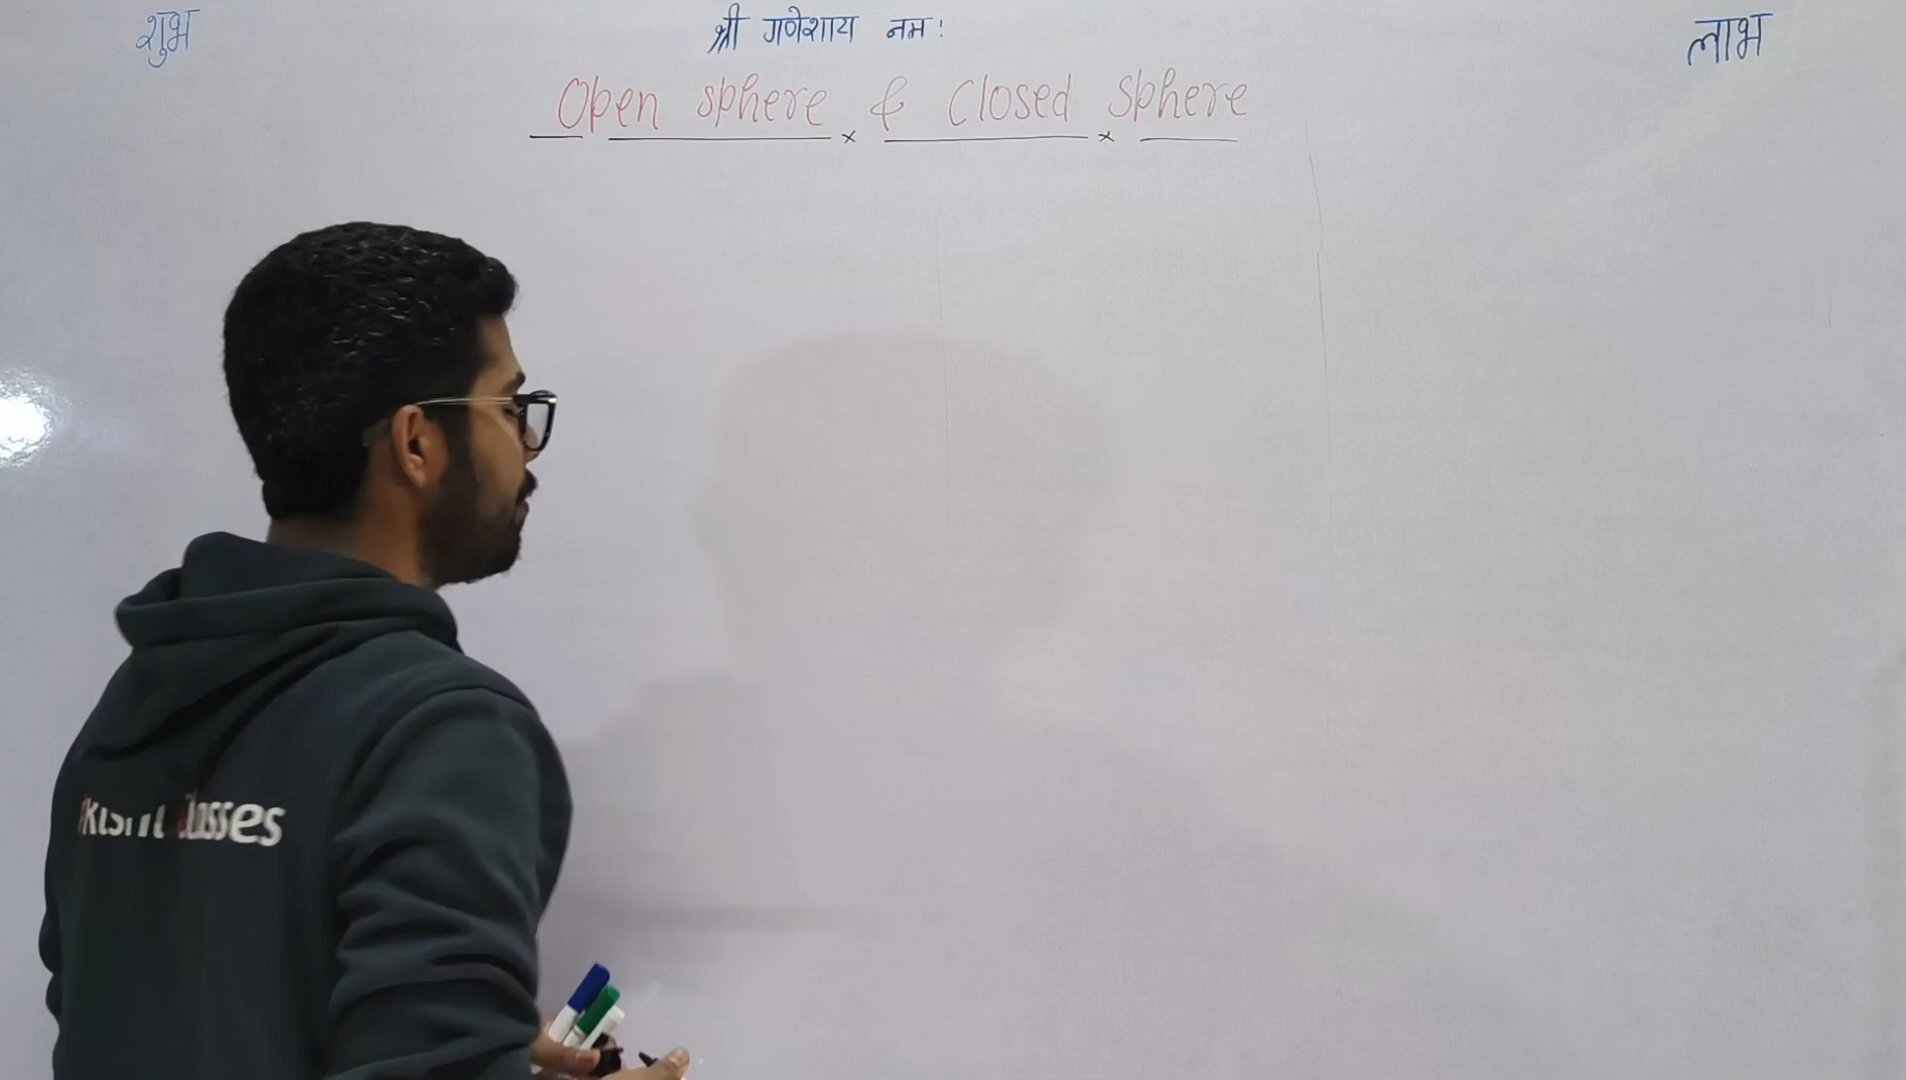 शुभ श्री गणेशाय नमः लाभ
Open sphere & Closed Sphere